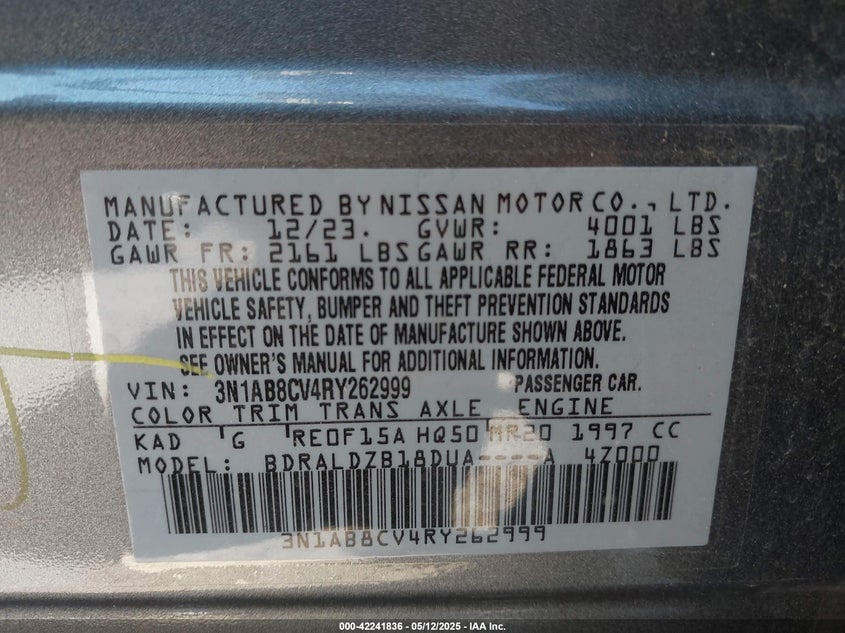 MANUFACTURED BY NISSAN MOTOR CO., LTD.
DATE: 12/23. GVWR: 4001 LBS
GAWR FR: 2161 LBS GAWR RR: 1863 LBS
THIS VEHICLE CONFORMS TO ALL APPLICABLE FEDERAL MOTOR
VEHICLE SAFETY, BUMPER AND THEFT PREVENTION STANDARDS
IN EFFECT ON THE DATE OF MANUFACTURE SHOWN ABOVE.
SEE OWNER'S MANUAL FOR ADDITIONAL INFORMATION.
VIN: 3N1AB8CV4RY262999 PASSENGER CAR.
COLOR TRIM TRANS AXLE ENGINE
KAD G RE0F15A HQ50 MR20 1997 CC
MODEL: BDRALDZB18DUA----A 4Z000
3N1AB8CV4RY262999
000-42241836 - 05/12/2025 - IAA Inc.